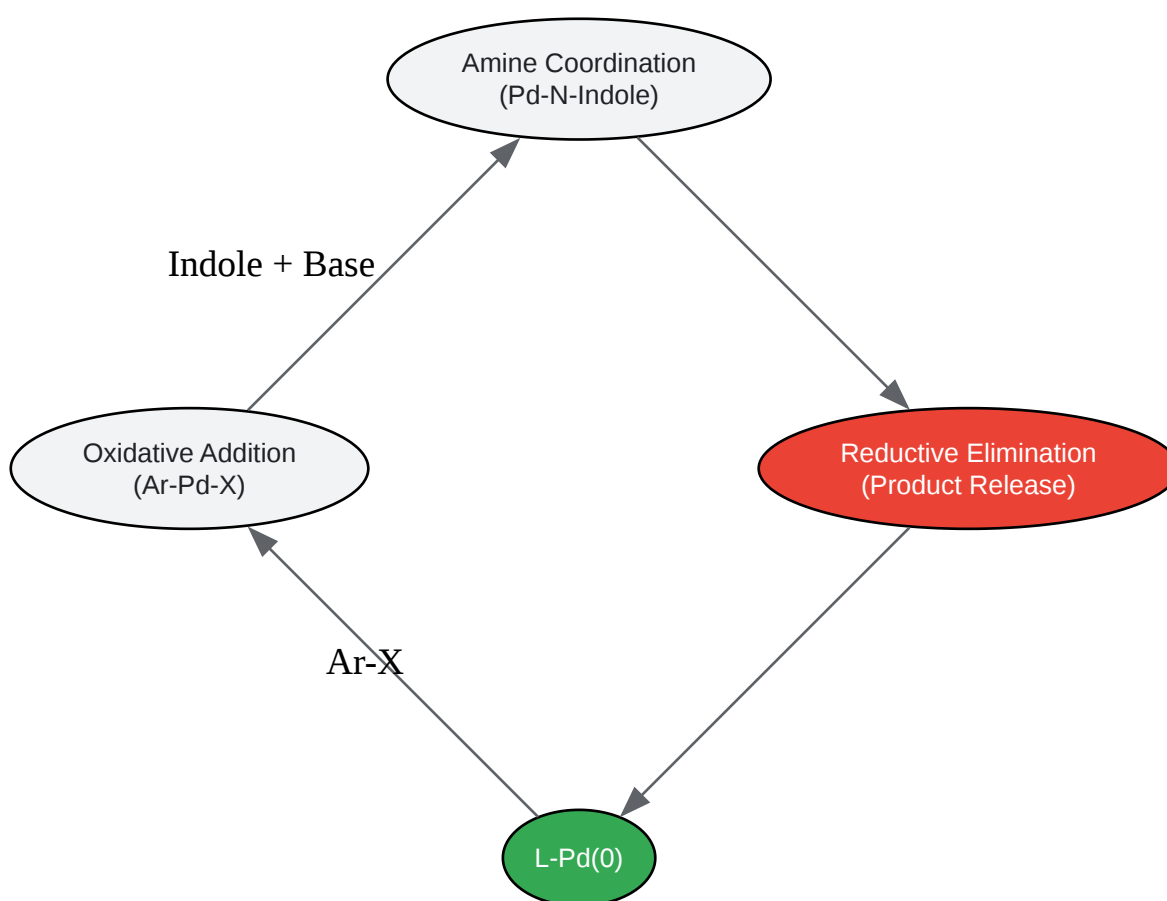 Amine Coordination
(Pd-N-Indole)
Indole + Base
Oxidative Addition
(Ar-Pd-X)
Reductive Elimination
(Product Release)
Ar-X
L-Pd(0)